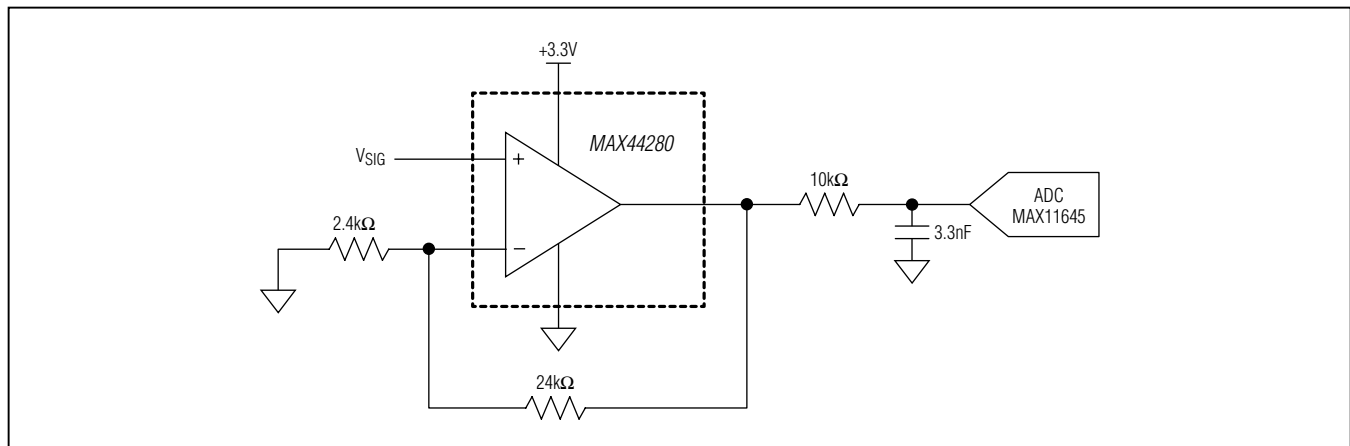 +3.3V
MAX44280
VSIG
+
10kΩ
ADC
MAX11645
2.4kΩ
−
3.3nF
24kΩ